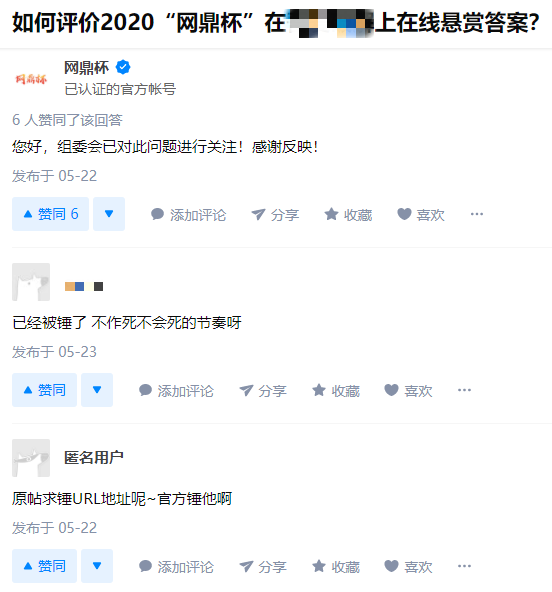 如何评价2020“网鼎杯”在上在线悬赏答案?
网鼎杯
网鼎杯
已认证的官方帐号
6 人赞同了该回答
您好，组委会已对此问题进行关注！感谢反映！
发布于 05-22
赞同 6 添加评论 分享 收藏 喜欢 ···
已经被锤了 不作死不会死的节奏呀
发布于 05-23
赞同 添加评论 分享 收藏 喜欢 ···
匿名用户
原帖求锤URL地址呢~官方锤他啊
发布于 05-22
赞同 添加评论 分享 收藏 喜欢 ···